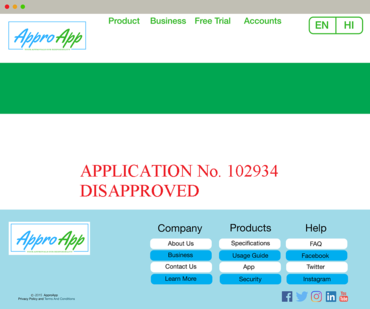 ApproApp
Product Business Free Trial Accounts
EN HI
APPLICATION No. 102934
DISAPPROVED
ApproApp
Company Products Help
About Us Specifications FAQ
Business Usage Guide Facebook
Contact Us App Twitter
Learn More Security Instagram
Privacy Policy and Terms And Conditions